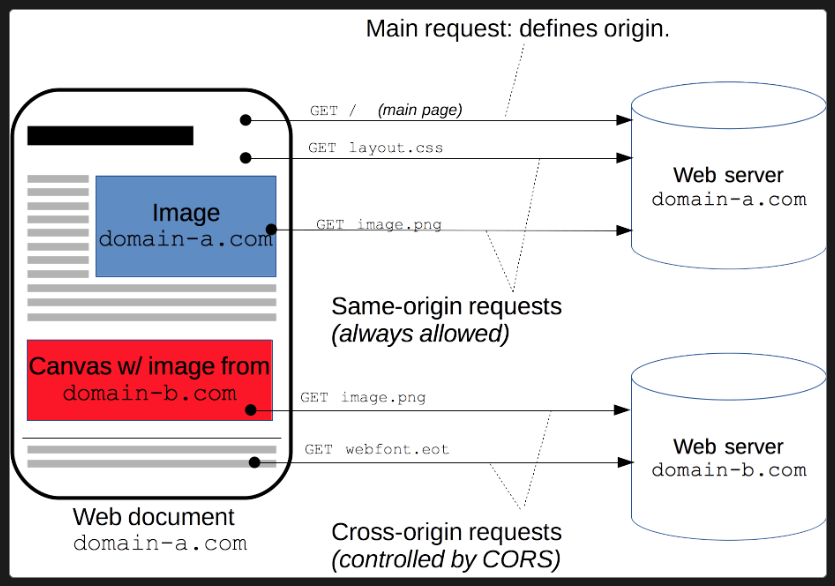 Main request: defines origin.
GET / (main page)
GET layout.css
Image
domain-a.com
GET image.png
Web server
domain-a.com
Same-origin requests
(always allowed)
Canvas w/ image from
domain-b.com
GET image.png
GET webfont.eot
Web server
domain-b.com
Web document
domain-a.com
Cross-origin requests
(controlled by CORS)